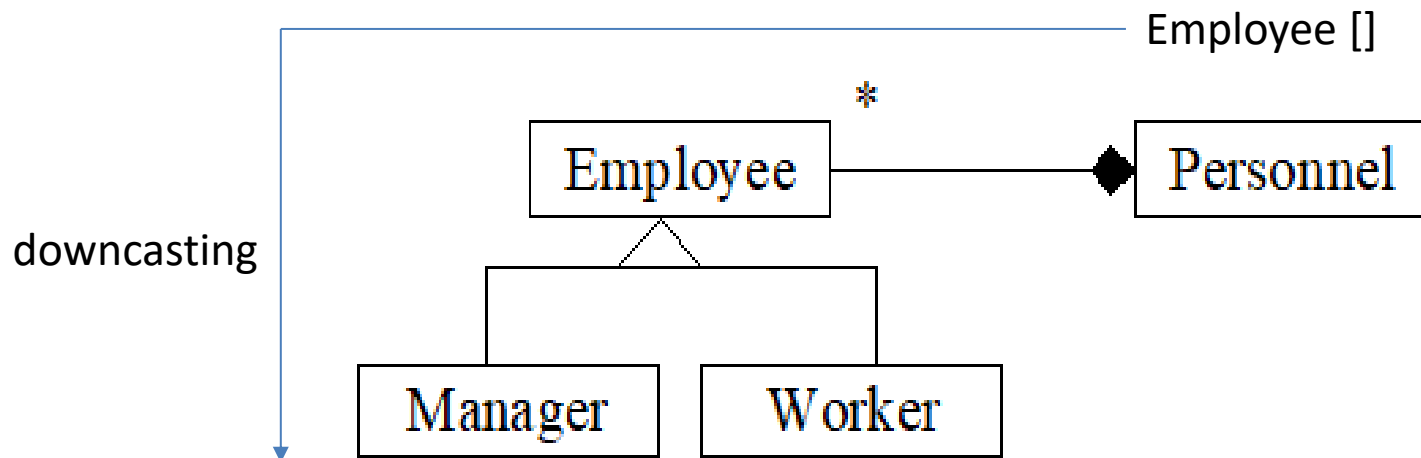 Employee []
*
Employee
Personnel
downcasting
Manager
Worker